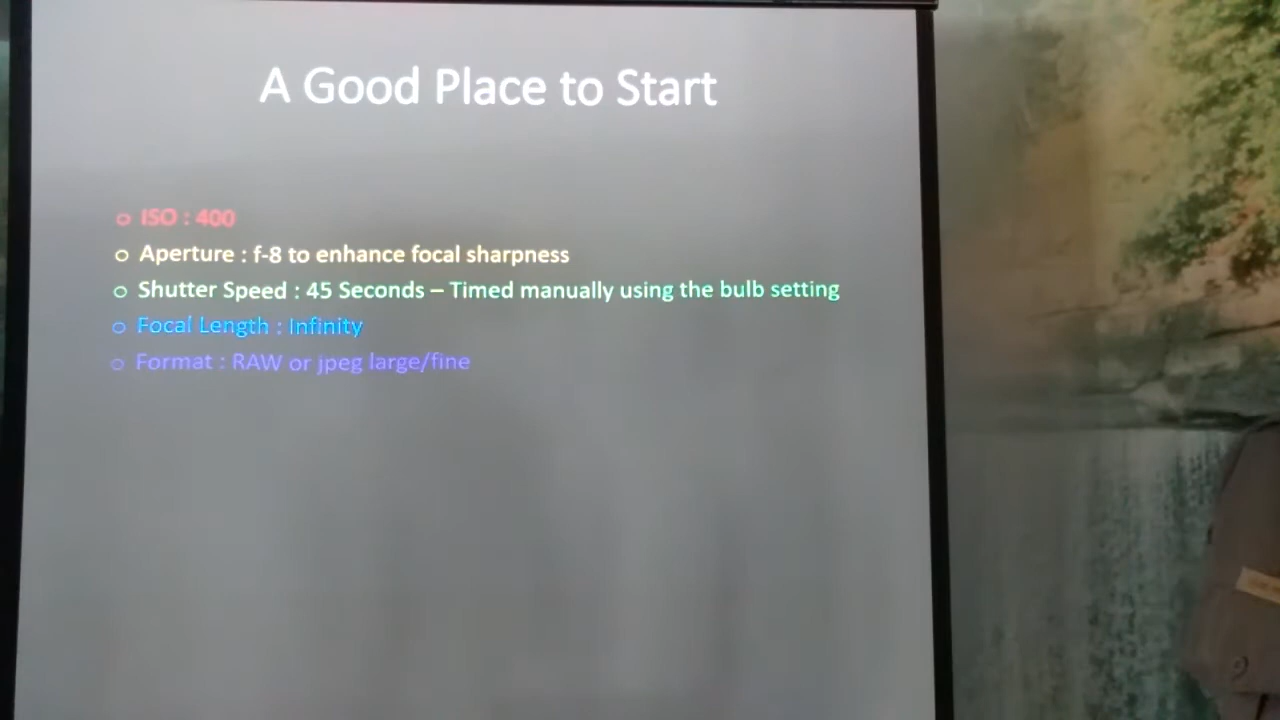 A Good Place to Start
o ISO : 400
o Aperture : f-8 to enhance focal sharpness
o Shutter Speed : 45 Seconds – Timed manually using the bulb setting
o Focal Length : Infinity
o Format : RAW or jpeg large/fine